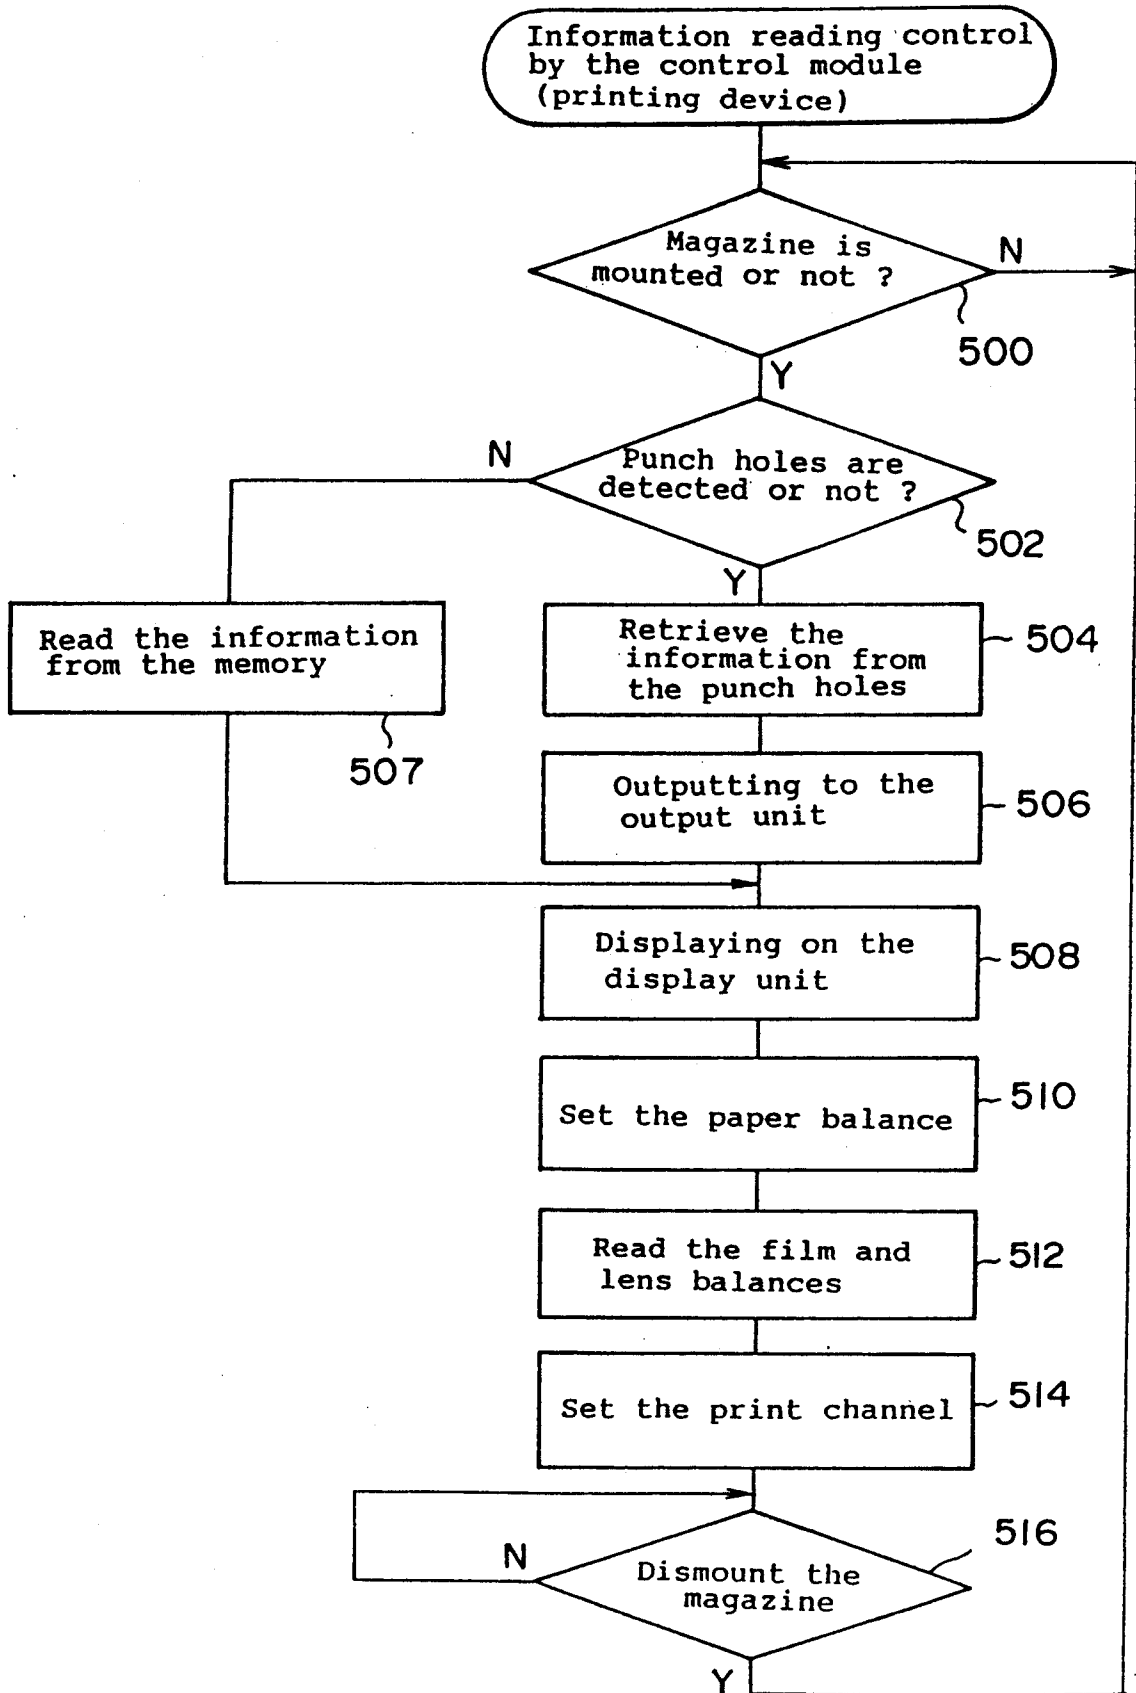 Information reading control
by the control module
(printing device)
Magazine is
mounted or not ?
N
500
Y
Punch holes are
detected or not ?
N
502
Y
Read the information
from the memory
507
Retrieve the
information from
the punch holes
504
Outputting to the
output unit
506
Displaying on the
display unit
508
Set the paper balance
510
Read the film and
lens balances
512
Set the print channel
514
Dismount the
magazine
516
N
Y